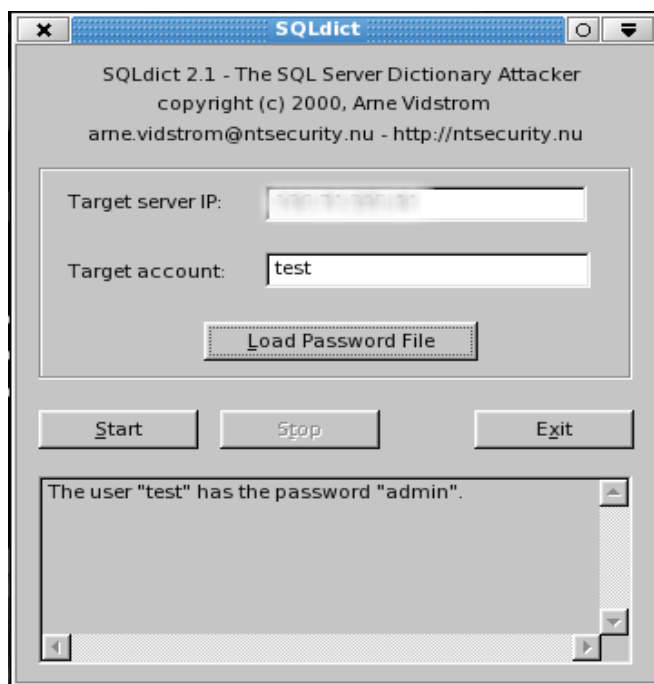 SQLdict
SQLdict 2.1 - The SQL Server Dictionary Attacker
copyright (c) 2000, Arne Vidstrom
arne.vidstrom@ntsecurity.nu - http://ntsecurity.nu
Target server IP:
Target account: test
Load Password File
Start Stop Exit
The user "test" has the password "admin".